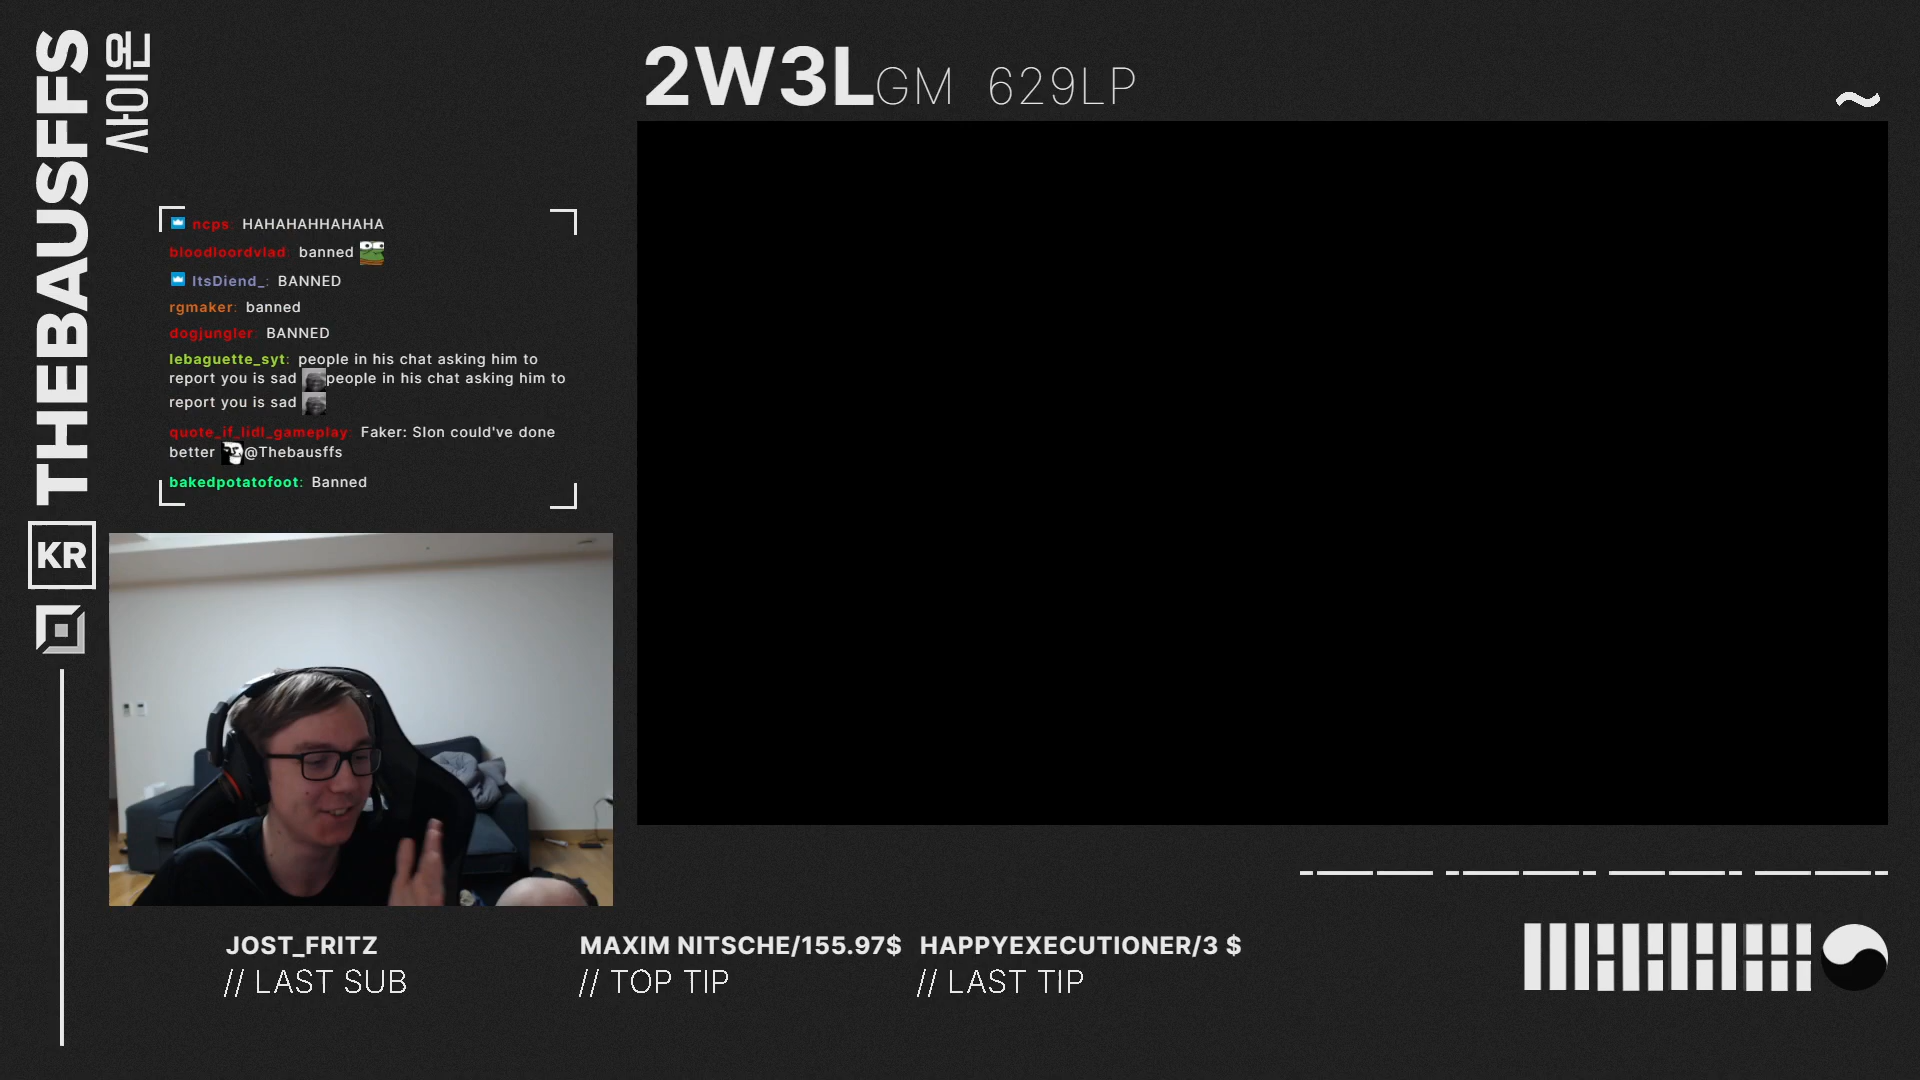 THEBAUSFFS
사이온
KR
2W3L GM 629LP
~
ncps: HAHAHAHHAHAHA
bloodloordvlad: banned
ItsDiend_: BANNED
rgmaker: banned
dogjungler: BANNED
lebaguette_syt: people in his chat asking him to
report you is sad people in his chat asking him to
report you is sad
quote_if_lidl_gameplay: Faker: SIon could've done
better @Thebausffs
bakedpotatofoot: Banned
JOST_FRITZ
// LAST SUB
MAXIM NITSCHE/155.97$
// TOP TIP
HAPPYEXECUTIONER/3 $
// LAST TIP